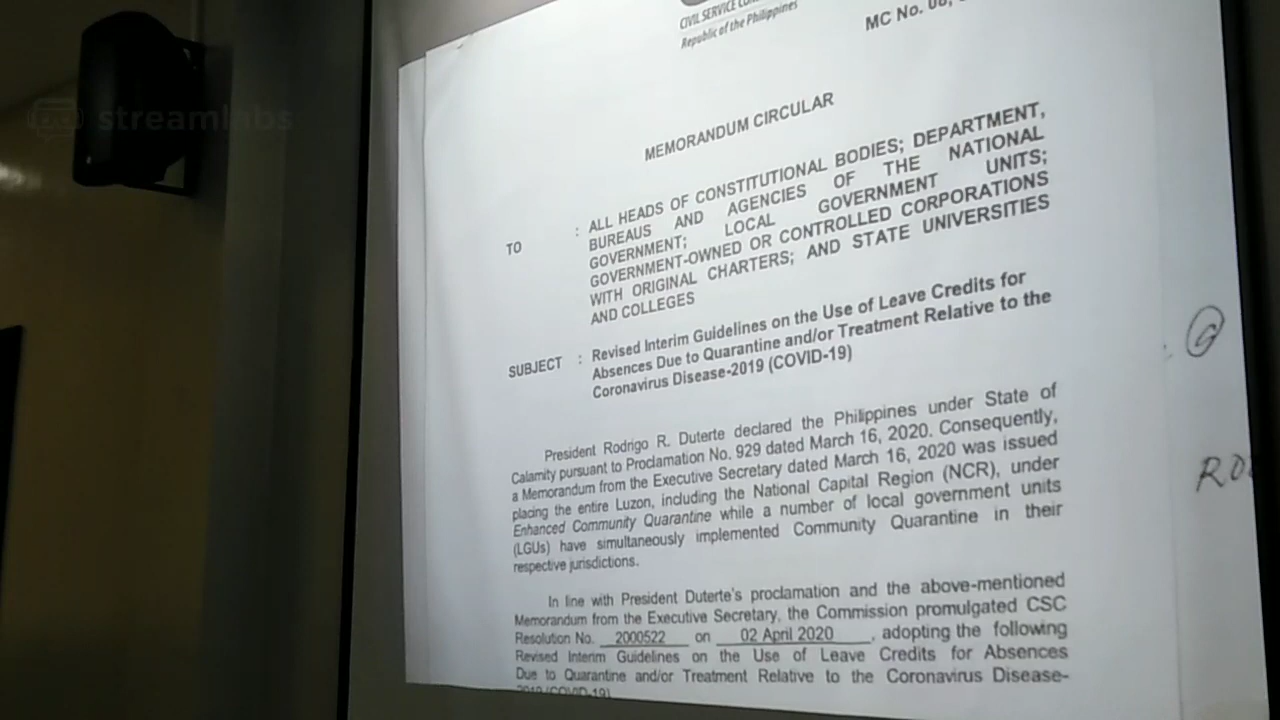 streamlabs
CIVIL SERVICE
Republic of the Philippines
MC No.
MEMORANDUM CIRCULAR
TO : ALL HEADS OF CONSTITUTIONAL BODIES; DEPARTMENT,
BUREAUS AND AGENCIES OF THE NATIONAL
GOVERNMENT; LOCAL GOVERNMENT UNITS;
GOVERNMENT-OWNED OR CONTROLLED CORPORATIONS
WITH ORIGINAL CHARTERS; AND STATE UNIVERSITIES
AND COLLEGES
SUBJECT : Revised Interim Guidelines on the Use of Leave Credits for
Absences Due to Quarantine and/or Treatment Relative to the
Coronavirus Disease-2019 (COVID-19)
President Rodrigo R. Duterte declared the Philippines under State of
Calamity pursuant to Proclamation No. 929 dated March 16, 2020. Consequently,
a Memorandum from the Executive Secretary dated March 16, 2020 was issued
placing the entire Luzon, including the National Capital Region (NCR), under
Enhanced Community Quarantine while a number of local government units
(LGUs) have simultaneously implemented Community Quarantine in their
respective jurisdictions.
In line with President Duterte's proclamation and the above-mentioned
Memorandum from the Executive Secretary, the Commission promulgated CSC
Resolution No. 2000522 on 02 April 2020, adopting the following
Revised Interim Guidelines on the Use of Leave Credits for Absences
Due to Quarantine and/or Treatment Relative to the Coronavirus Disease-
2019 (COVID-19)